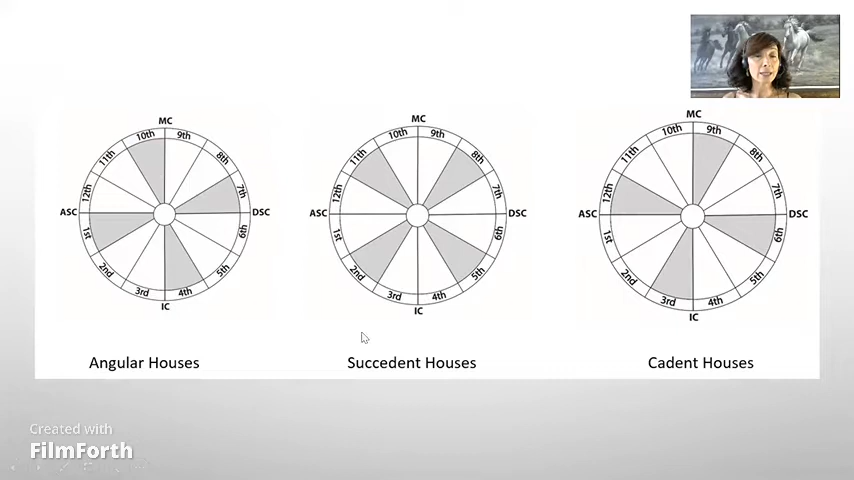 MC
10th 9th
11th 8th
12th 7th
ASC DSC
1st 6th
2nd 5th
3rd 4th
IC
Angular Houses
MC
10th 9th
11th 8th
12th 7th
ASC DSC
1st 6th
2nd 5th
3rd 4th
IC
Succedent Houses
MC
10th 9th
11th 8th
12th 7th
ASC DSC
1st 6th
2nd 5th
3rd 4th
IC
Cadent Houses
Created with
FilmForth